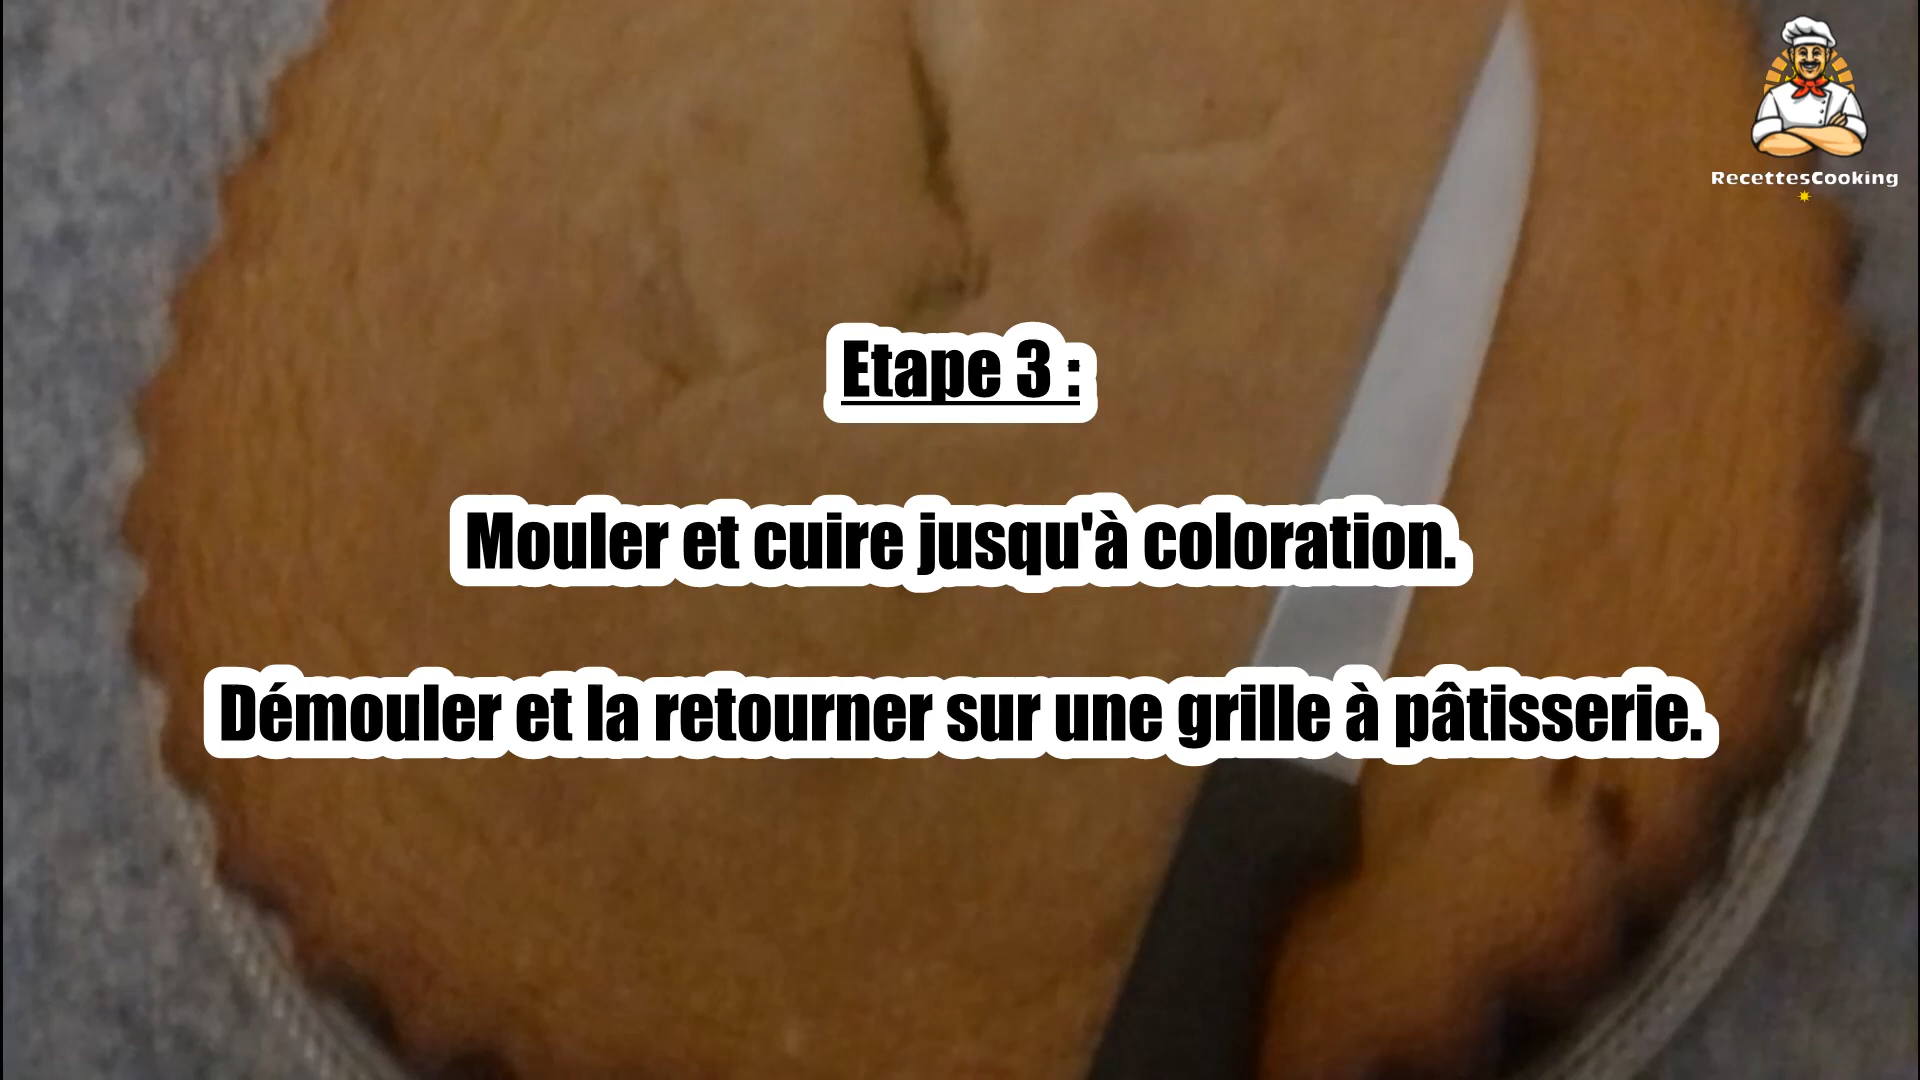 RecettesCooking
Etape 3 :
Mouler et cuire jusqu'à coloration.
Démouler et la retourner sur une grille à pâtisserie.